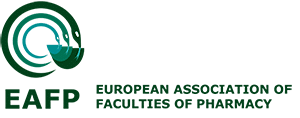 EAFP
EUROPEAN ASSOCIATION OF
FACULTIES OF PHARMACY